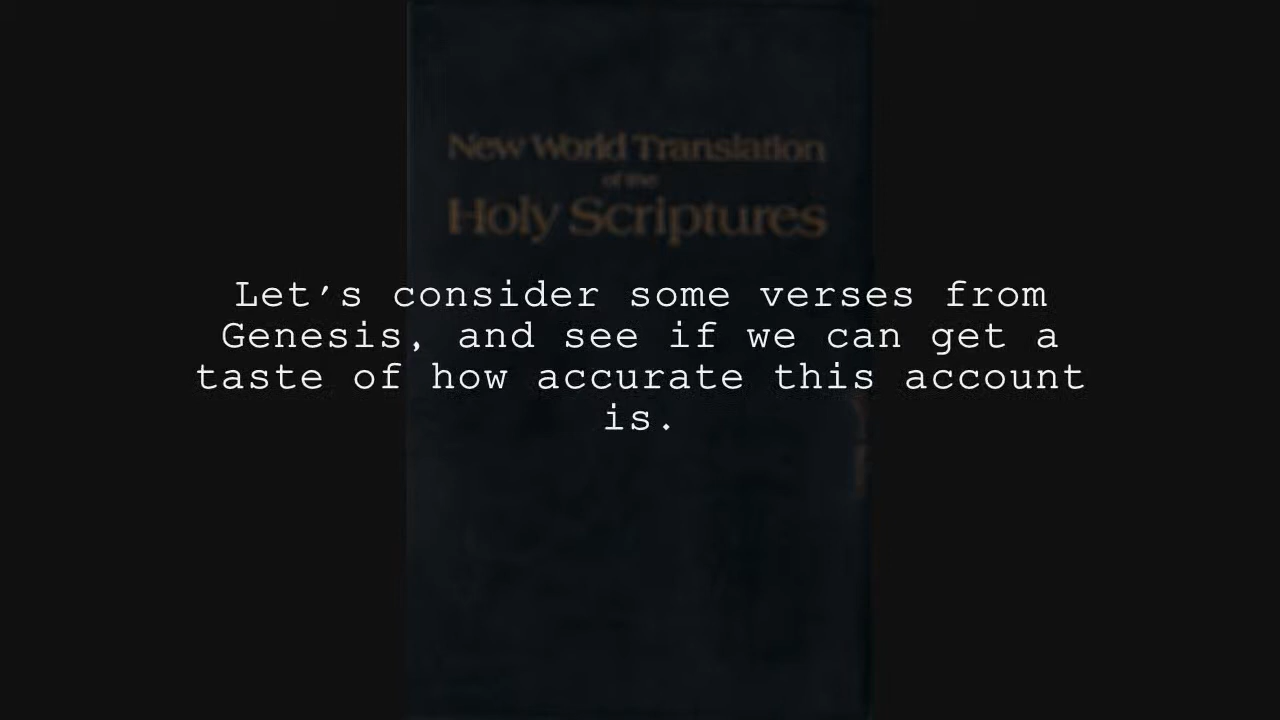 New World Translation
of the
Holy Scriptures
Let's consider some verses from
Genesis, and see if we can get a
taste of how accurate this account
is.